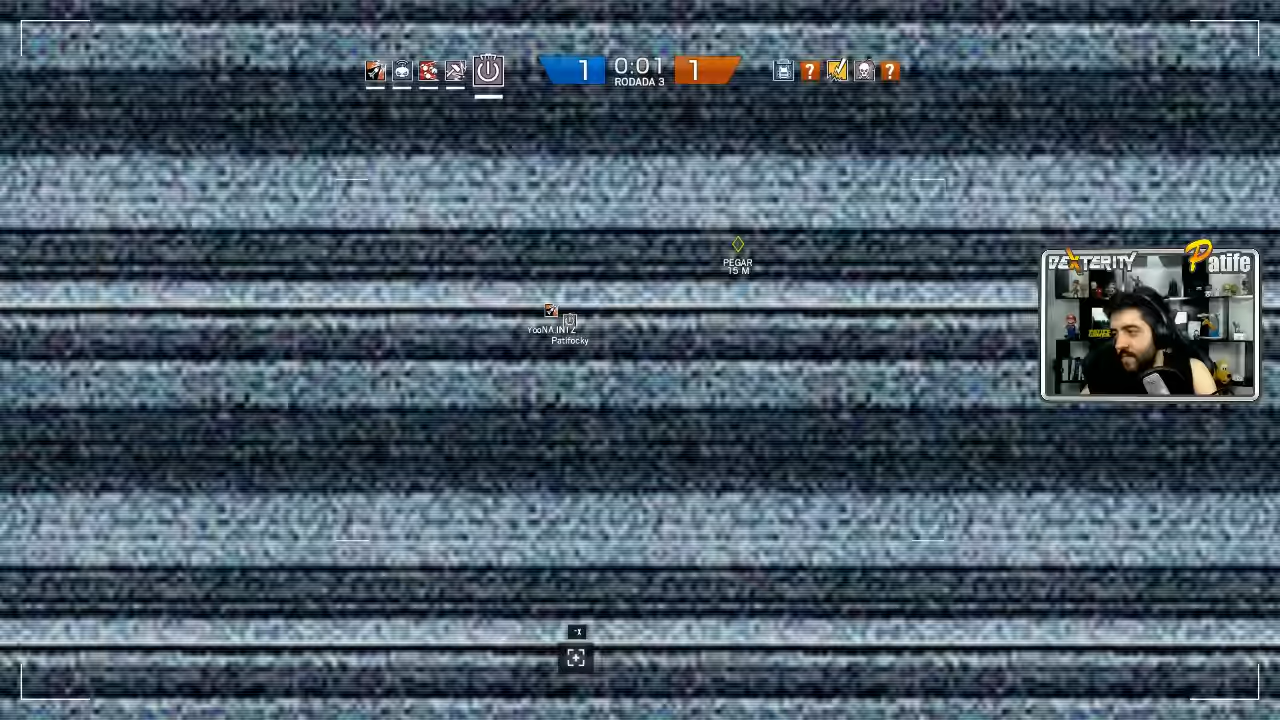 1 0:01 1
RODADA 3
? ?
DEXTERITY Patife
PEGAR
15 M
YooNA.INTZ
Patifocky